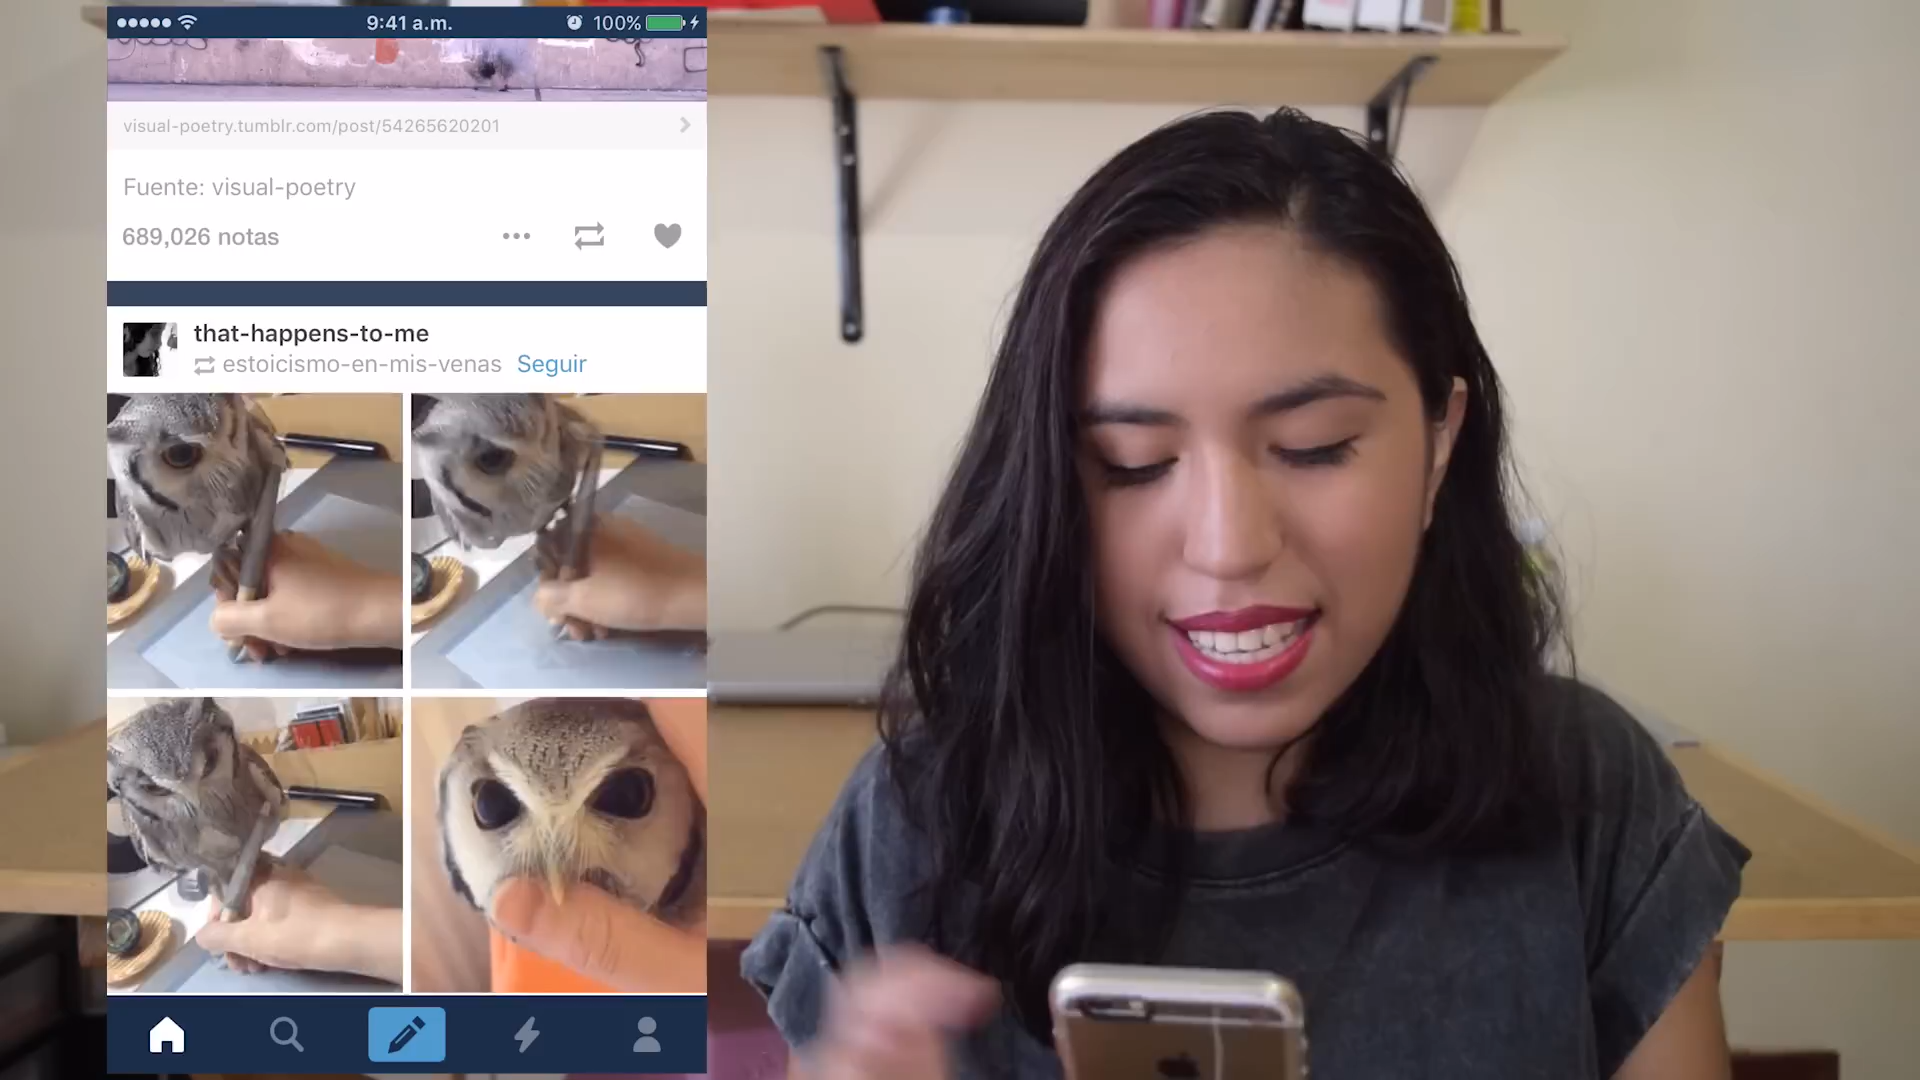 9:41 a.m.
100%
visual-poetry.tumblr.com/post/54265620201
Fuente: visual-poetry
689,026 notas
that-happens-to-me
estoicismo-en-mis-venas Seguir